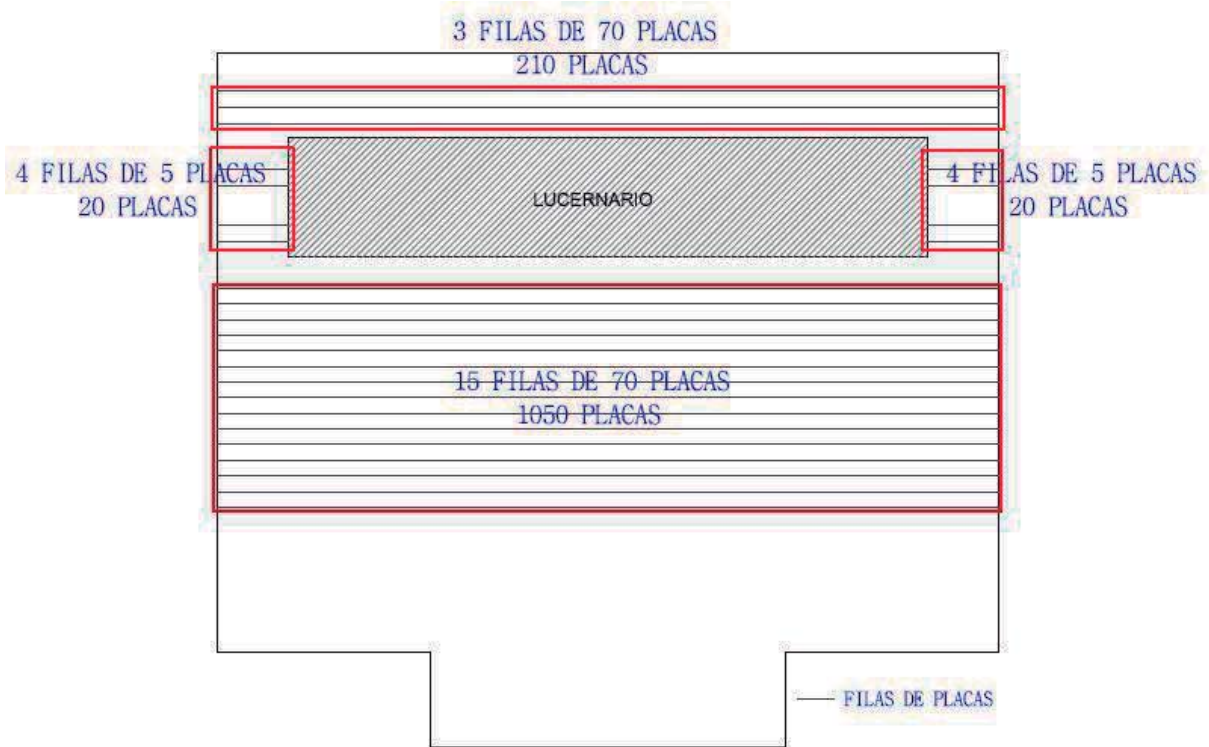 3 FILAS DE 70 PLACAS
210 PLACAS
4 FILAS DE 5 PLACAS
20 PLACAS
LUCERNARIO
4 FILAS DE 5 PLACAS
20 PLACAS
15 FILAS DE 70 PLACAS
1050 PLACAS
FILAS DE PLACAS